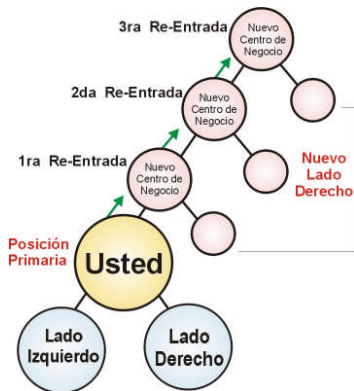 3ra Re-Entrada
Nuevo
Centro de
Negocio
2da Re-Entrada
Nuevo
Centro de
Negocio
1ra Re-Entrada
Nuevo
Centro de
Negocio
Nuevo
Lado
Derecho
Posición
Primaria
Usted
Lado
Izquierdo
Lado
Derecho